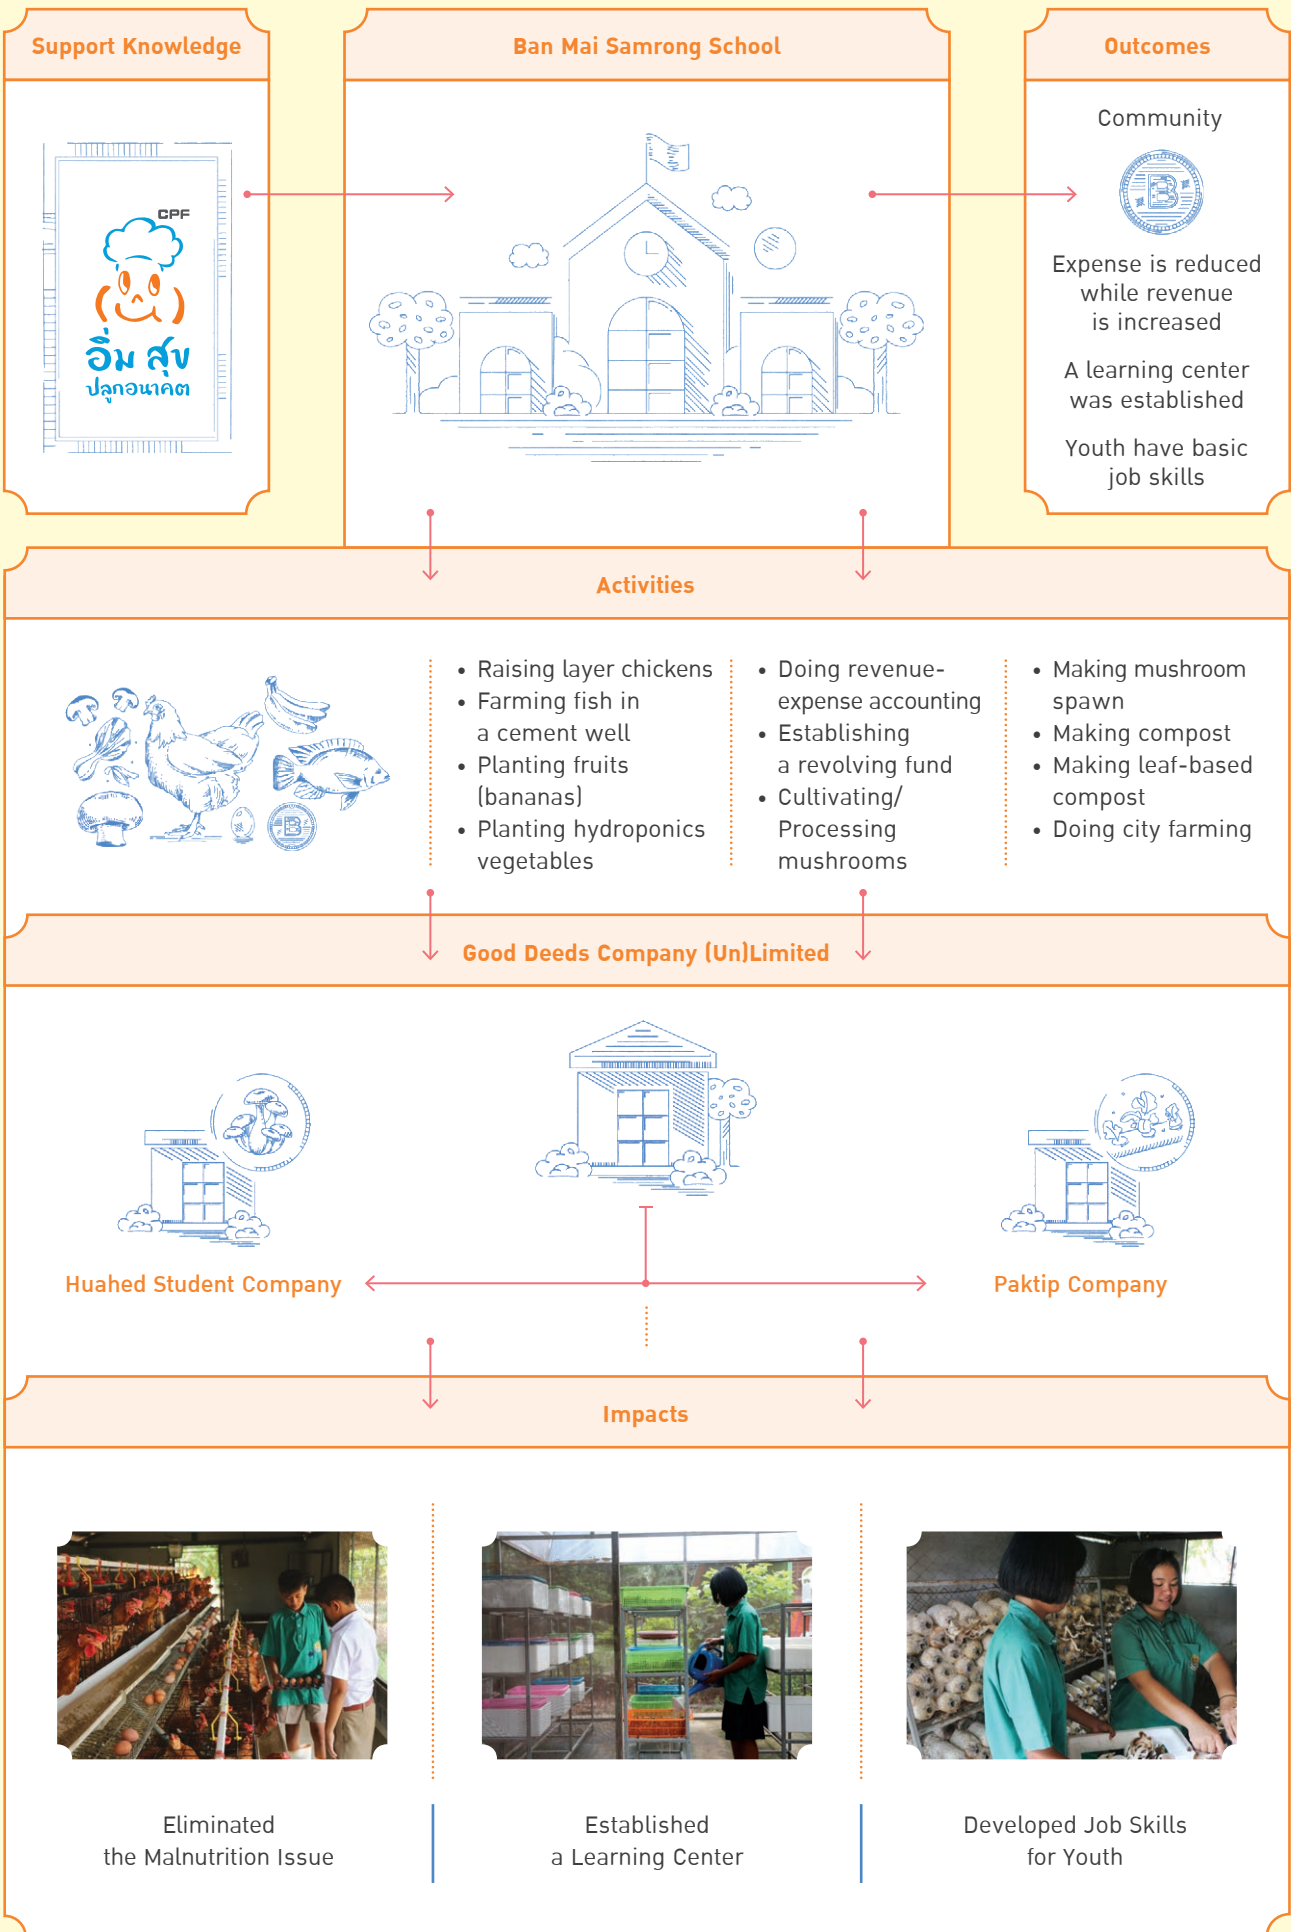 Support Knowledge
CPF
อิ่ม สุข
ปลูกอนาคต
Ban Mai Samrong School
Outcomes
Community
B
Expense is reduced
while revenue
is increased
A learning center
was established
Youth have basic
job skills
Activities
B
• Raising layer chickens
• Farming fish in
a cement well
• Planting fruits
(bananas)
• Planting hydroponics
vegetables
• Doing revenue-
expense accounting
• Establishing
a revolving fund
• Cultivating/
Processing
mushrooms
• Making mushroom
spawn
• Making compost
• Making leaf-based
compost
• Doing city farming
Good Deeds Company (Un)Limited
Huahed Student Company
Paktip Company
Impacts
Eliminated
the Malnutrition Issue
Established
a Learning Center
Developed Job Skills
for Youth